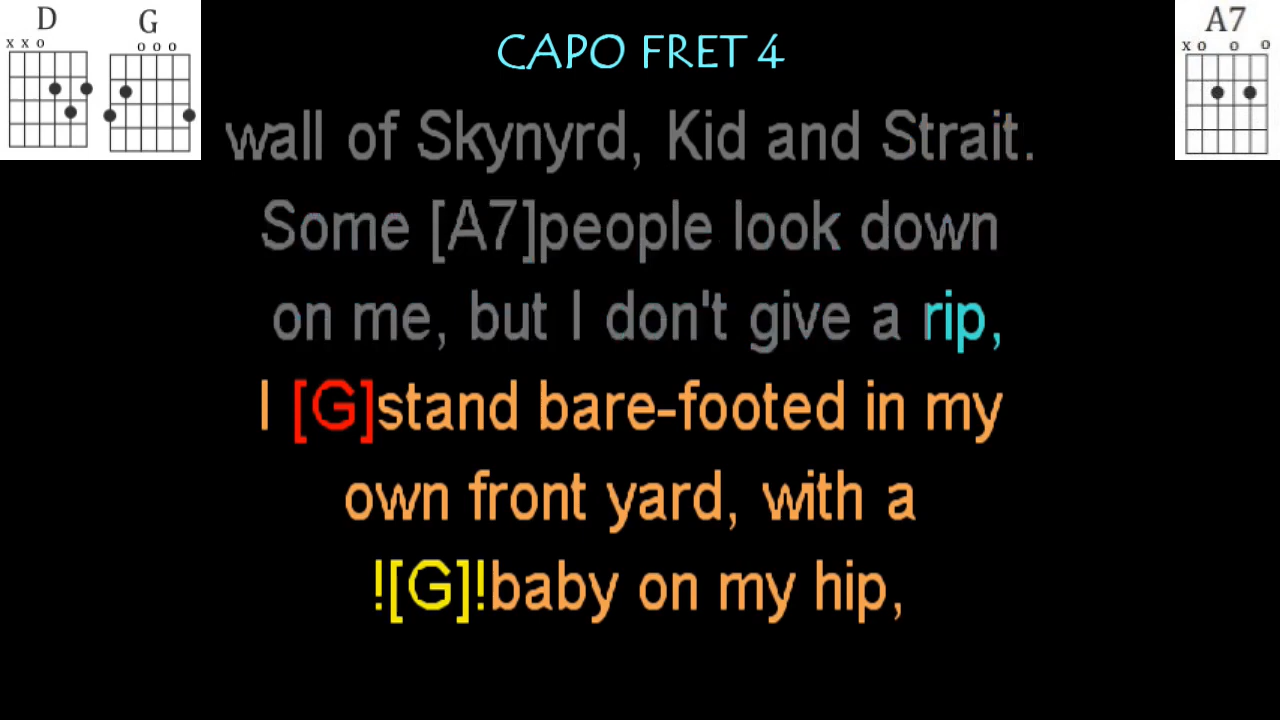 D
G
CAPO FRET 4
A7
x x o
o o o
x o o o
wall of Skynyrd, Kid and Strait.
Some [A7]people look down
on me, but I don't give a rip,
I [G]stand bare-footed in my
own front yard, with a
![G]!baby on my hip,